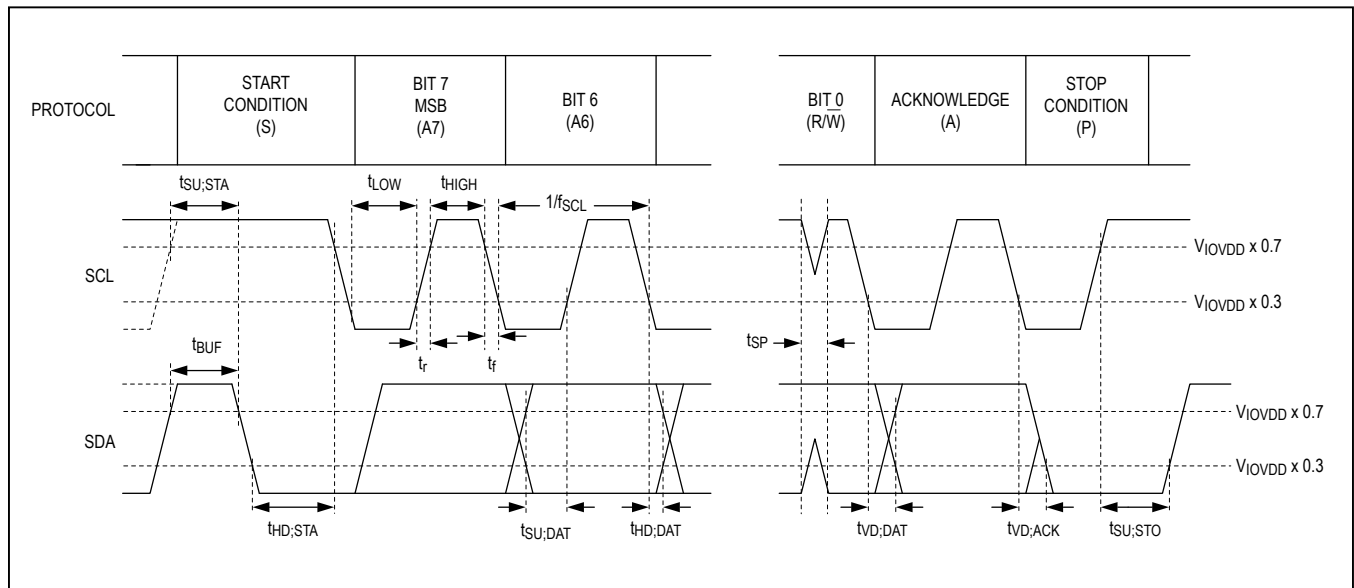 PROTOCOL
START
CONDITION
(S)
BIT 7
MSB
(A7)
BIT 6
(A6)
BIT 0
(R/W̅)
ACKNOWLEDGE
(A)
STOP
CONDITION
(P)
tSU;STA
tLOW
tHIGH
1/fSCL
SCL
VIOVDD x 0.7
VIOVDD x 0.3
tBUF
tr
tf
tSP
SDA
VIOVDD x 0.7
VIOVDD x 0.3
tHD;STA
tSU;DAT
tHD;DAT
tVD;DAT
tVD;ACK
tSU;STO